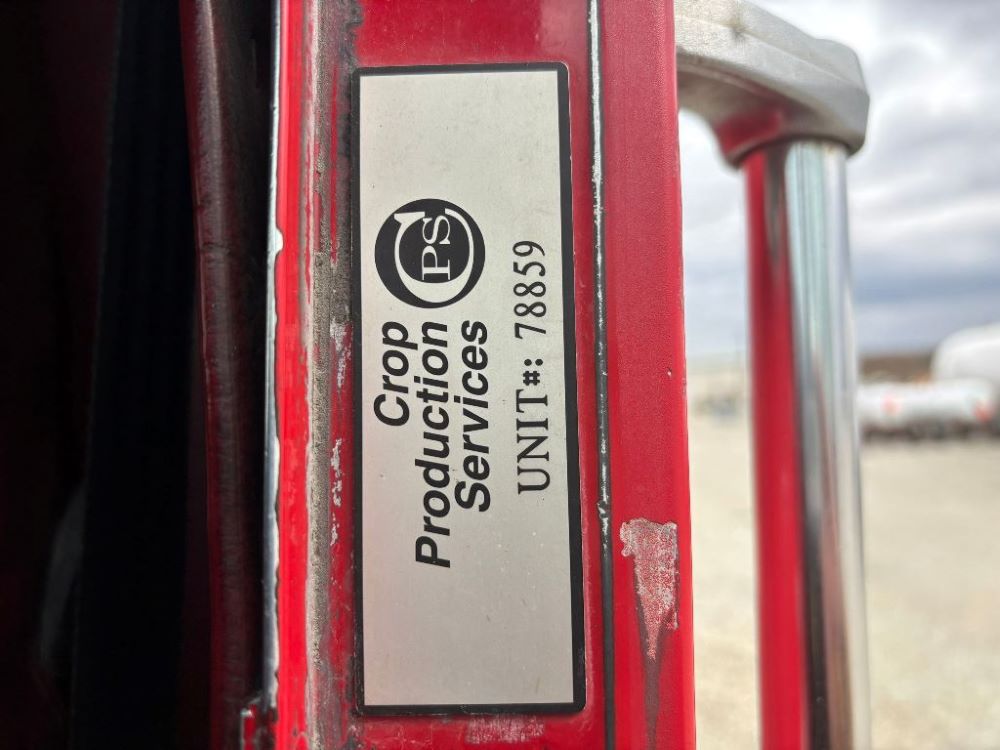 CPS
Crop
Production
Services
UNIT#: 78859